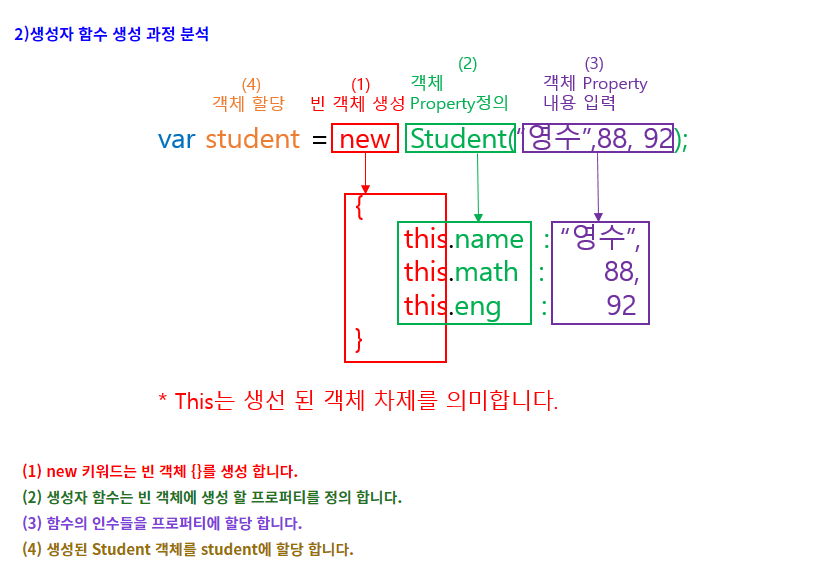 2)생성자 함수 생성 과정 분석
(4)
객체 할당
(1)
빈 객체 생성
(2)
객체
Property정의
(3)
객체 Property
내용 입력
var student = new Student(“영수”,88, 92);
{
this.name : “영수”,
this.math : 88,
this.eng : 92
}
* This는 생선 된 객체 차제를 의미합니다.
(1) new 키워드는 빈 객체 {}를 생성 합니다.
(2) 생성자 함수는 빈 객체에 생성 할 프로퍼티를 정의 합니다.
(3) 함수의 인수들을 프로퍼티에 할당 합니다.
(4) 생성된 Student 객체를 student에 할당 합니다.